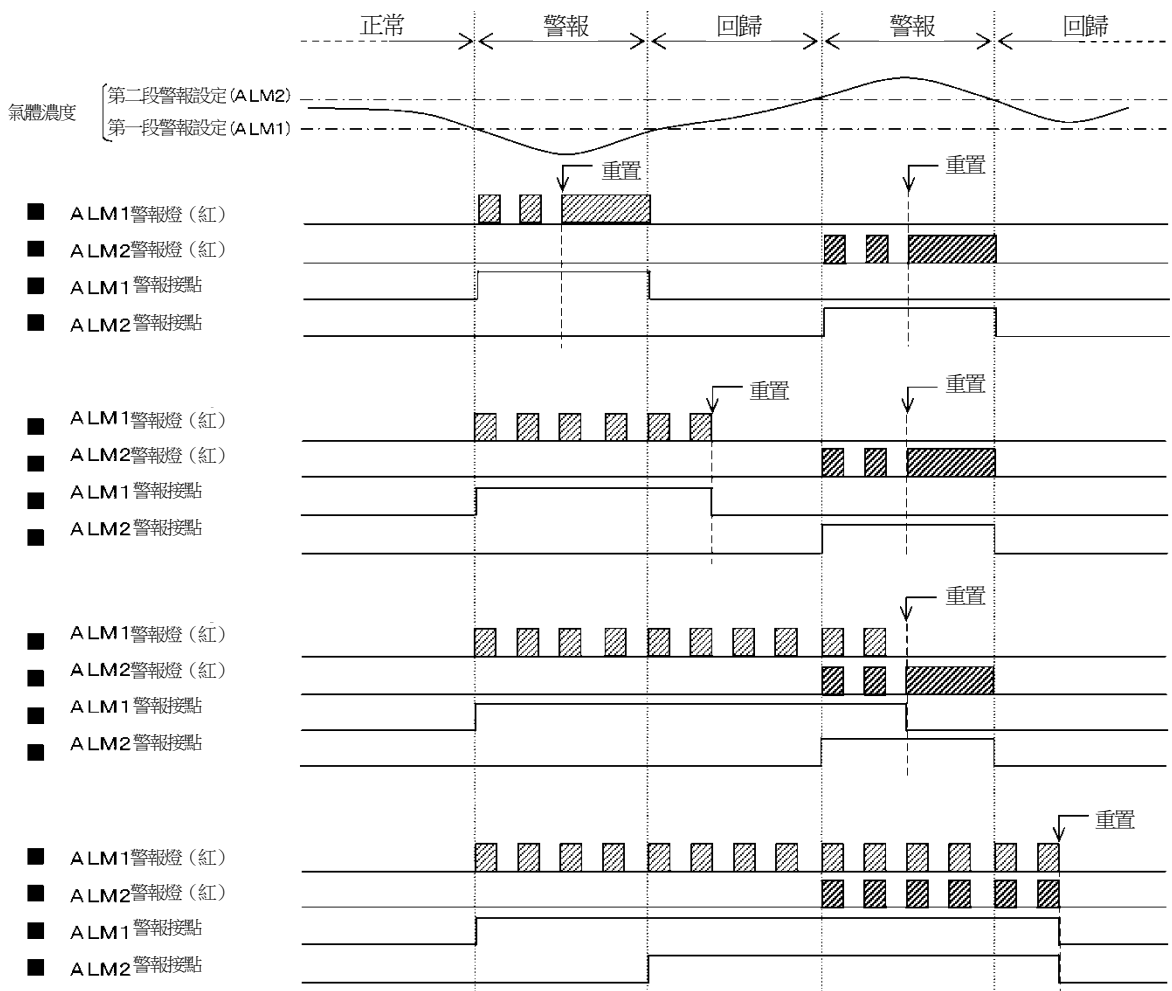 正常 警報 回歸 警報 回歸
氣體濃度
第二段警報設定(ALM2)
第一段警報設定(ALM1)
重置 重置
ALM1警報燈（紅）
ALM2警報燈（紅）
ALM1警報接點
ALM2警報接點
重置 重置
ALM1警報燈（紅）
ALM2警報燈（紅）
ALM1警報接點
ALM2警報接點
重置
ALM1警報燈（紅）
ALM2警報燈（紅）
ALM1警報接點
ALM2警報接點
重置
ALM1警報燈（紅）
ALM2警報燈（紅）
ALM1警報接點
ALM2警報接點